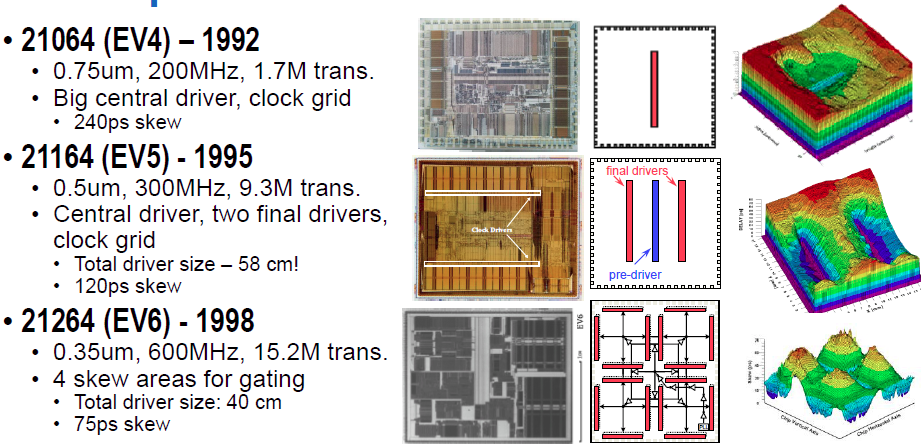 • 21064 (EV4) – 1992
• 0.75um, 200MHz, 1.7M trans.
• Big central driver, clock grid
• 240ps skew
• 21164 (EV5) - 1995
• 0.5um, 300MHz, 9.3M trans.
• Central driver, two final drivers,
clock grid
• Total driver size – 58 cm!
• 120ps skew
• 21264 (EV6) - 1998
• 0.35um, 600MHz, 15.2M trans.
• 4 skew areas for gating
• Total driver size: 40 cm
• 75ps skew
Clock Drivers
final drivers
pre-driver
EV6
PLL
Chip Vertical Axis
Chip Horizontal Axis